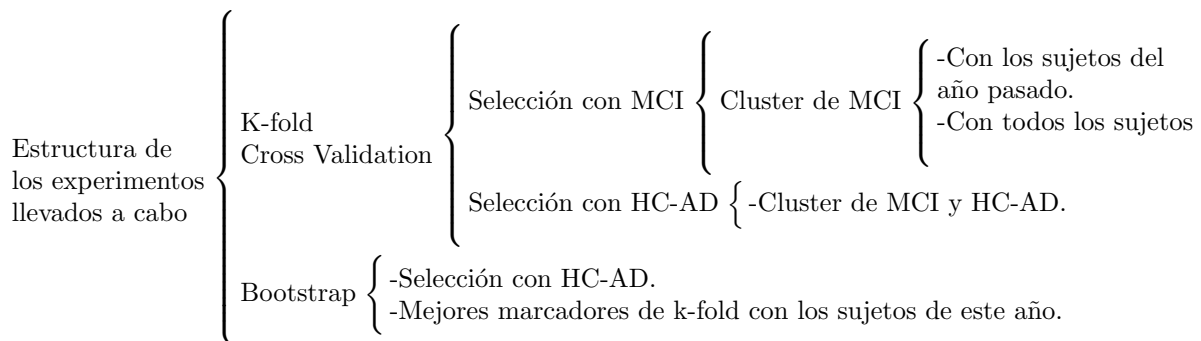 Estructura de
los experimentos
llevados a cabo
K-fold
Cross Validation
Selección con MCI
Cluster de MCI
-Con los sujetos del
año pasado.
-Con todos los sujetos
Selección con HC-AD
-Cluster de MCI y HC-AD.
Bootstrap
-Selección con HC-AD.
-Mejores marcadores de k-fold con los sujetos de este año.